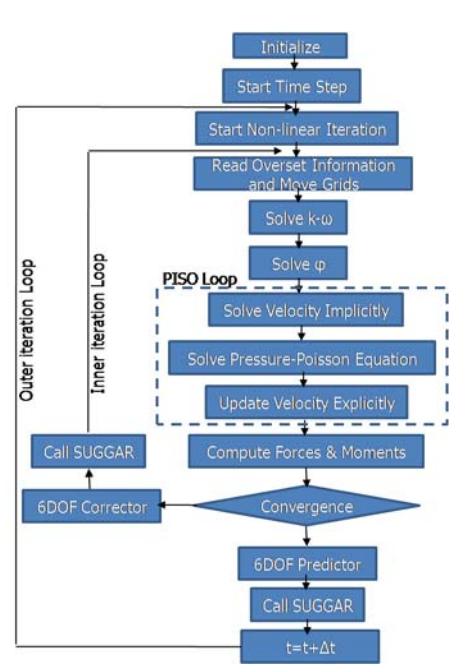 Initialize
Start Time Step
Start Non-linear Iteration
Read Overset Information
and Move Grids
Solve k-ω
Solve φ
PISO Loop
Solve Velocity Implicitly
Solve Pressure-Poisson Equation
Update Velocity Explicitly
Compute Forces & Moments
Convergence
6DOF Corrector
Call SUGGAR
Inner iteration Loop
6DOF Predictor
Call SUGGAR
t=t+Δt
Outer iteration Loop